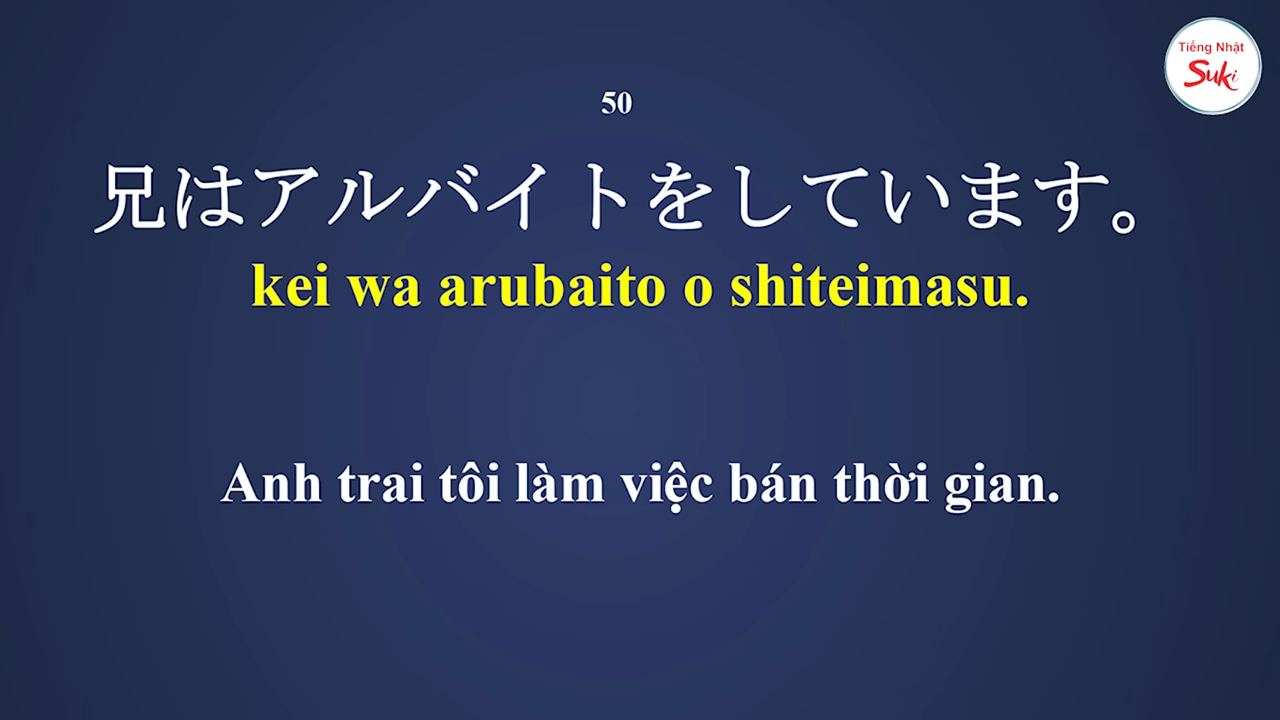 Tiếng Nhật
Suki
50
兄はアルバイトをしています。
kei wa arubaito o shiteimasu.
Anh trai tôi làm việc bán thời gian.